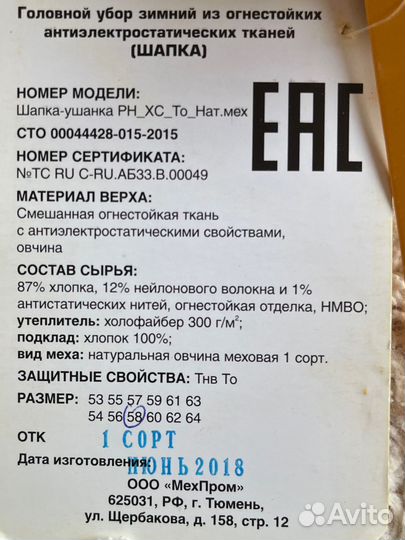 Головной убор зимний из огнестойких
антиэлектростатических тканей
(ШАПКА)
НОМЕР МОДЕЛИ:
Шапка-ушанка РН_ХС_То_Нат.мех
СТО 00044428-015-2015
НОМЕР СЕРТИФИКАТА:
№ТС RU C-RU.АБ33.В.00049
EAC
МАТЕРИАЛ ВЕРХА:
Смешанная огнестойкая ткань
с антиэлектростатическими свойствами,
овчина
СОСТАВ СЫРЬЯ:
87% хлопка, 12% нейлонового волокна и 1%
антистатических нитей, огнестойкая отделка, НМВО;
утеплитель: холофайбер 300 г/м²;
подклад: хлопок 100%;
вид меха: натуральная овчина меховая 1 сорт.
ЗАЩИТНЫЕ СВОЙСТВА: Тнв То
РАЗМЕР: 53 55 57 59 61 63
54 56 58 60 62 64
ОТК 1 СОРТ
Дата изготовления: ИЮНЬ 2018
ООО «МехПром»
625031, РФ, г. Тюмень,
ул. Щербакова, д. 158, стр. 12
Avito